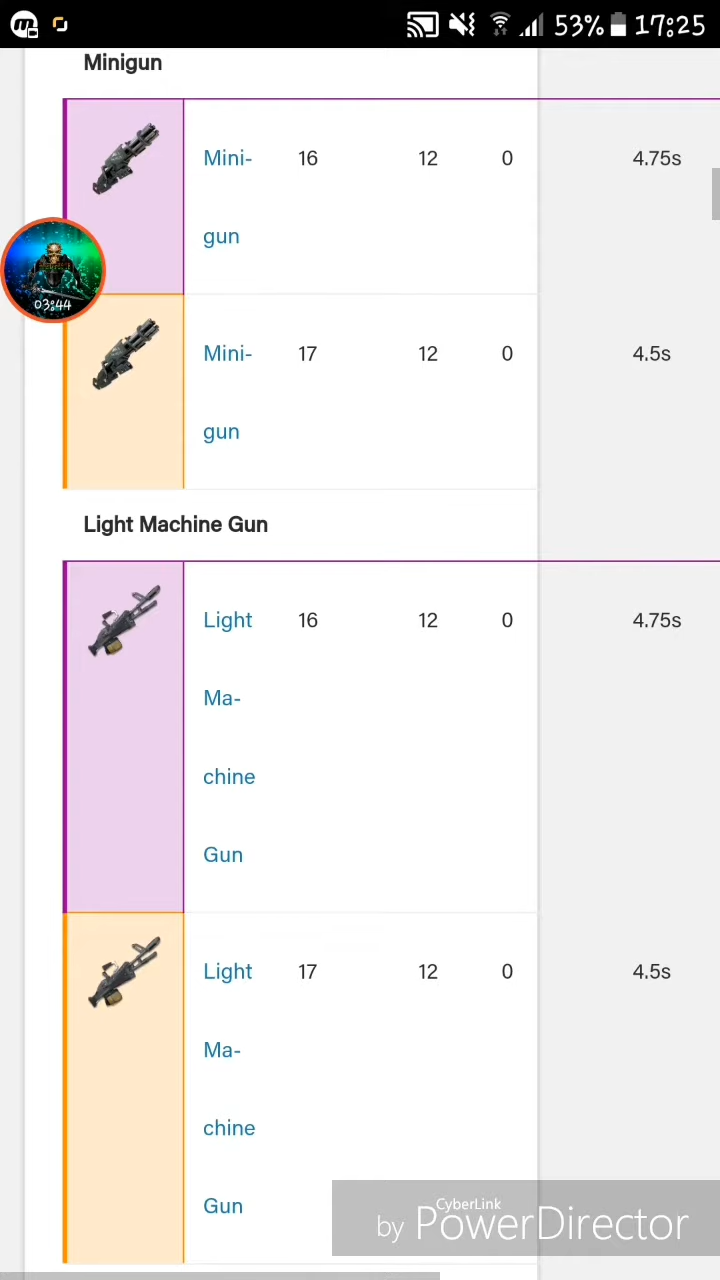 53% 17:25
Minigun
Mini- 16 12 0 4.75s
gun
03:44
Mini- 17 12 0 4.5s
gun
Light Machine Gun
Light 16 12 0 4.75s
Ma-
chine
Gun
Light 17 12 0 4.5s
Ma-
chine
Gun
CyberLink
by PowerDirector